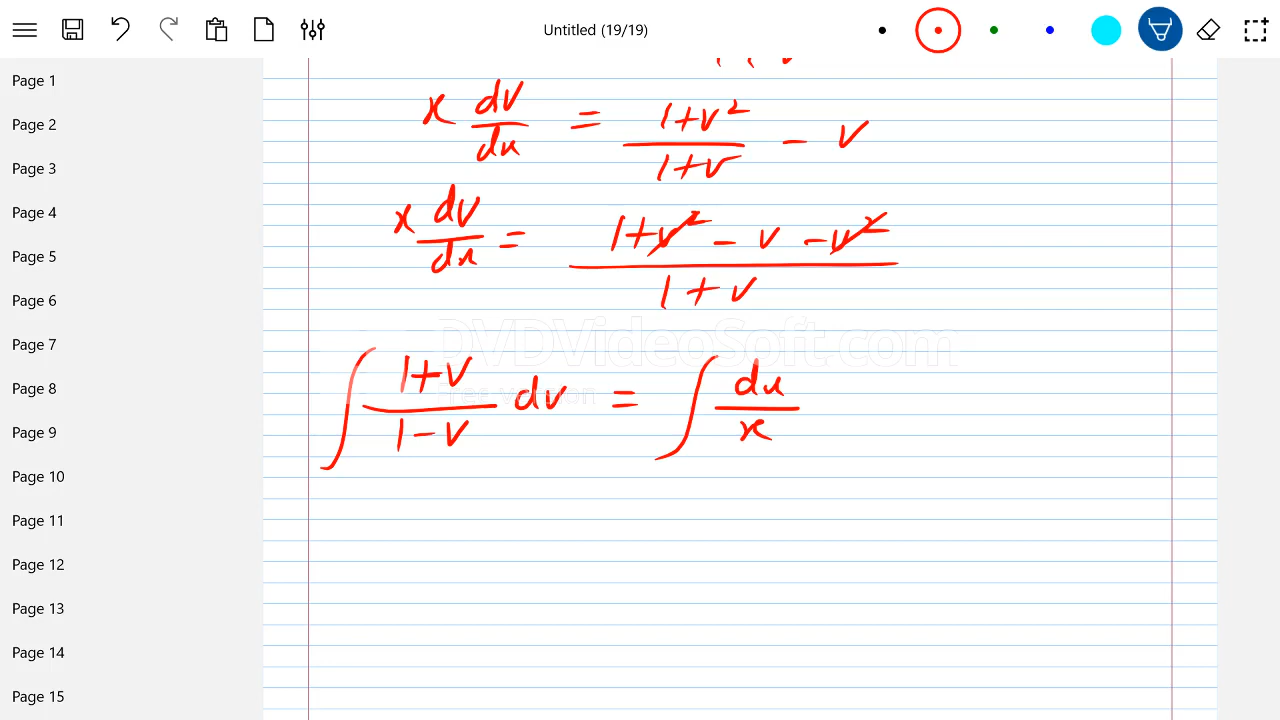 Untitled (19/19)
Page 1
Page 2
Page 3
Page 4
Page 5
Page 6
Page 7
Page 8
Page 9
Page 10
Page 11
Page 12
Page 13
Page 14
Page 15
x dv/dx = (1+v²)/(1+v) - v
x dv/dx = (1+v² - v - v²)/(1+v)
∫ (1+v)/(1-v) dv = ∫ dx/x
DVDVideoSoft.com
Free version